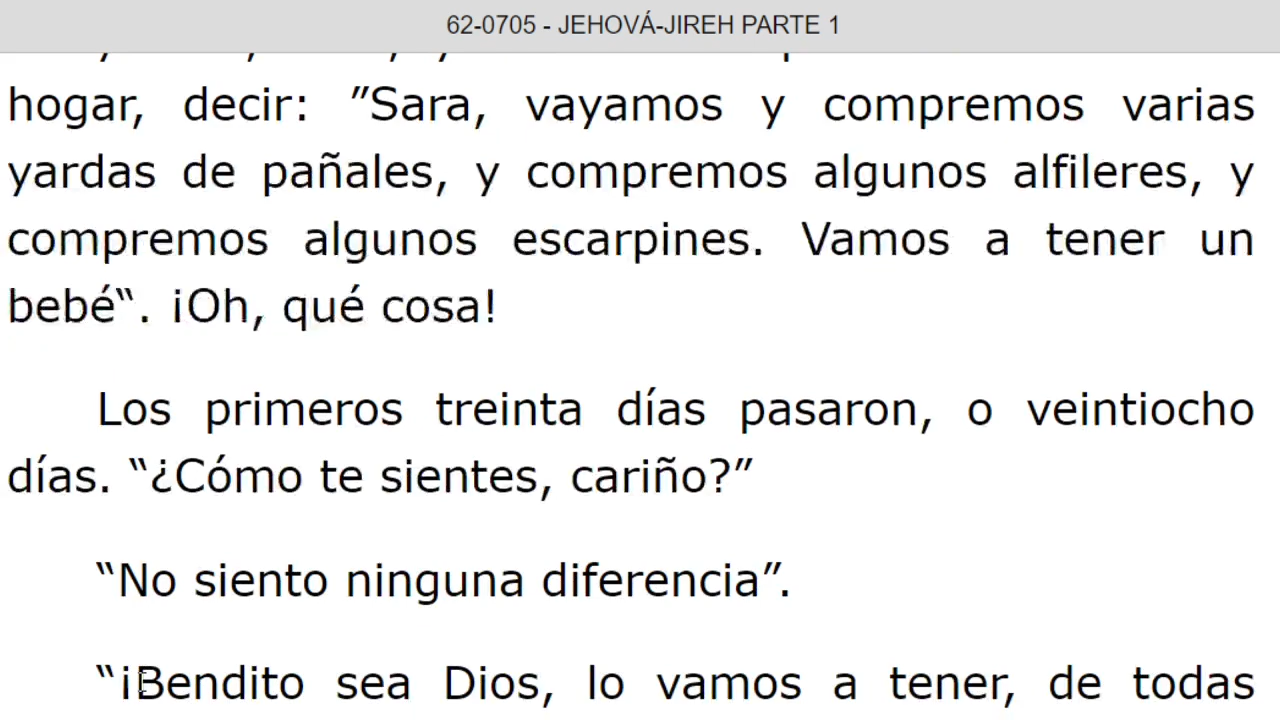 62-0705 - JEHOVÁ-JIREH PARTE 1
hogar, decir: ”Sara, vayamos y compremos varias
yardas de pañales, y compremos algunos alfileres, y
compremos algunos escarpines. Vamos a tener un
bebé“. ¡Oh, qué cosa!
Los primeros treinta días pasaron, o veintiocho
días. “¿Cómo te sientes, cariño?”
“No siento ninguna diferencia”.
“¡Bendito sea Dios, lo vamos a tener, de todas